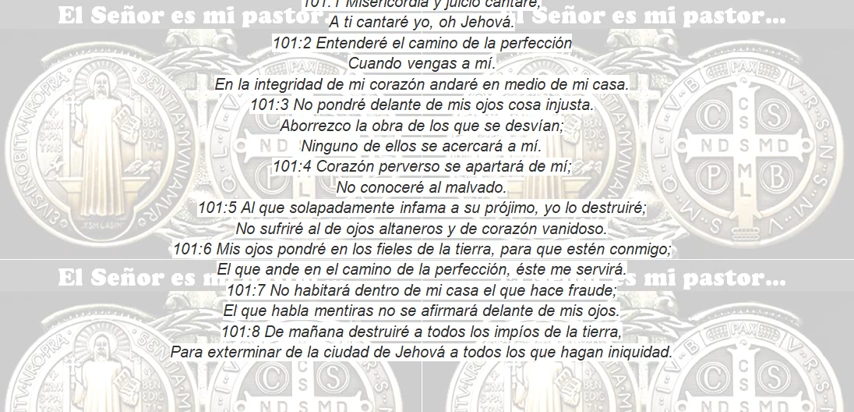 101:1 Misericordia y juicio cantaré;
El Señor es mi pastor...
Señor es mi pastor...
A ti cantaré yo, oh Jehová.
101:2 Entenderé el camino de la perfección
Cuando vengas a mí.
En la integridad de mi corazón andaré en medio de mi casa.
101:3 No pondré delante de mis ojos cosa injusta.
Aborrezco la obra de los que se desvían;
Ninguno de ellos se acercará a mí.
101:4 Corazón perverso se apartará de mí;
No conoceré al malvado.
101:5 Al que solapadamente infama a su prójimo, yo lo destruiré;
No sufriré al de ojos altaneros y de corazón vanidoso.
101:6 Mis ojos pondré en los fieles de la tierra, para que estén conmigo;
El que ande en el camino de la perfección, éste me servirá.
El Señor es mi
es mi pastor...
101:7 No habitará dentro de mi casa el que hace fraude;
El que habla mentiras no se afirmará delante de mis ojos.
101:8 De mañana destruiré a todos los impíos de la tierra,
Para exterminar de la ciudad de Jehová a todos los que hagan iniquidad.
PAX
C S
C
S
S
N D S M D
M
P L B